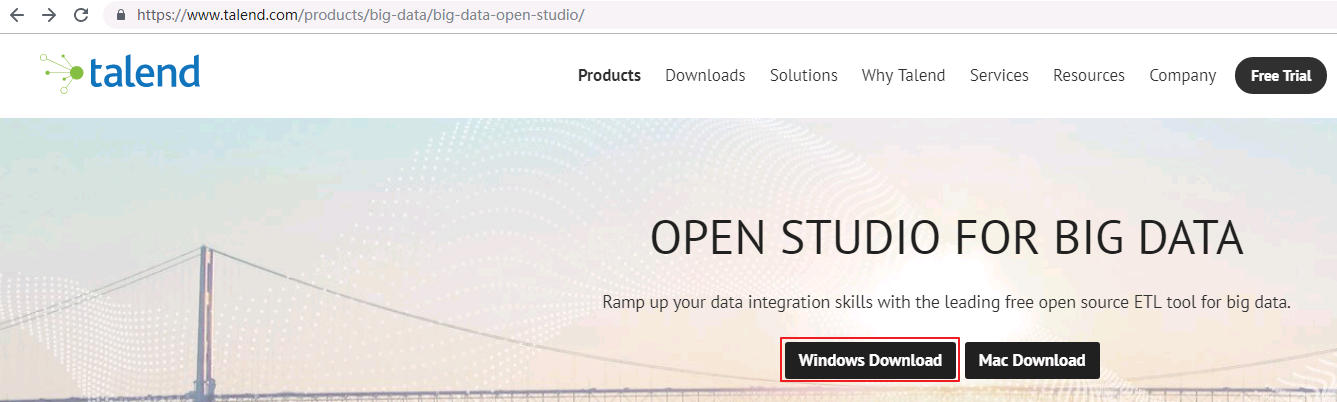 https://www.talend.com/products/big-data/big-data-open-studio/
talend
Products Downloads Solutions Why Talend Services Resources Company Free Trial
OPEN STUDIO FOR BIG DATA
Ramp up your data integration skills with the leading free open source ETL tool for big data.
Windows Download Mac Download